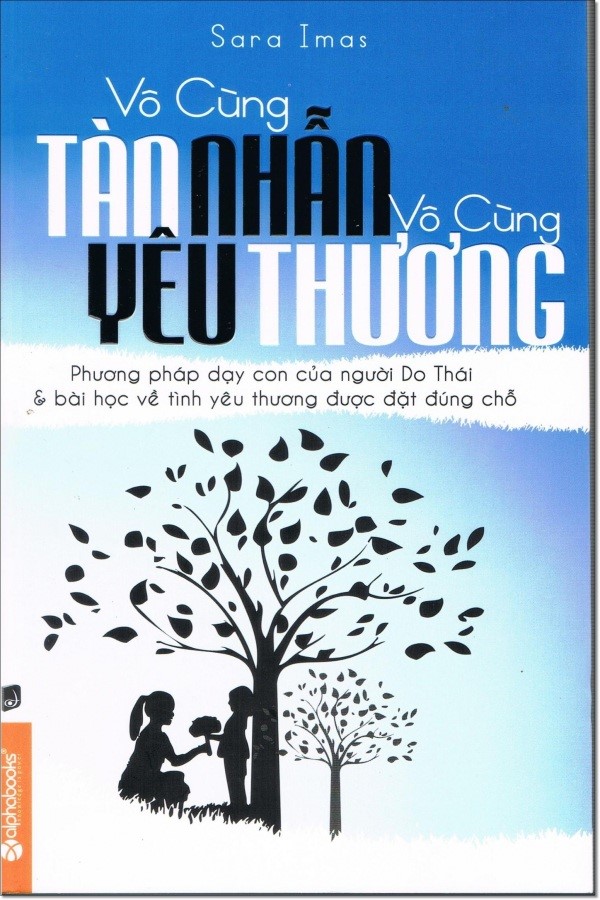 Sara Imas
Vô Cùng
TÀN NHẪN
Vô Cùng
YÊU THƯƠNG
Phương pháp dạy con của người Do Thái
& bài học về tình yêu thương được đặt đúng chỗ
alphabooks®